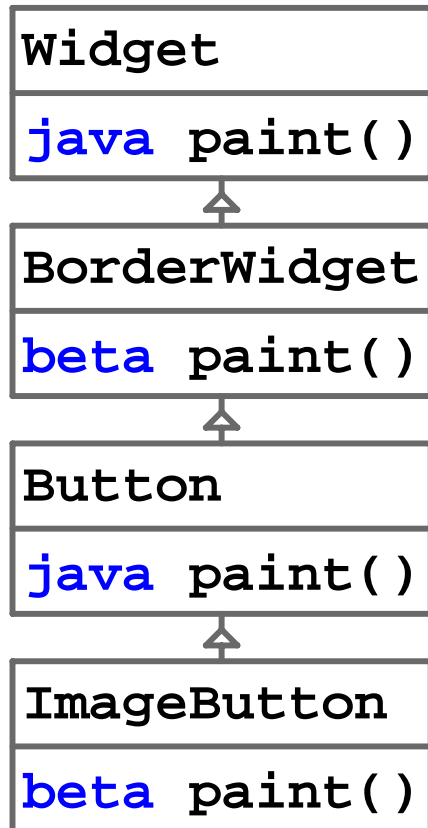 Widget
java paint()
BorderWidget
beta paint()
Button
java paint()
ImageButton
beta paint()